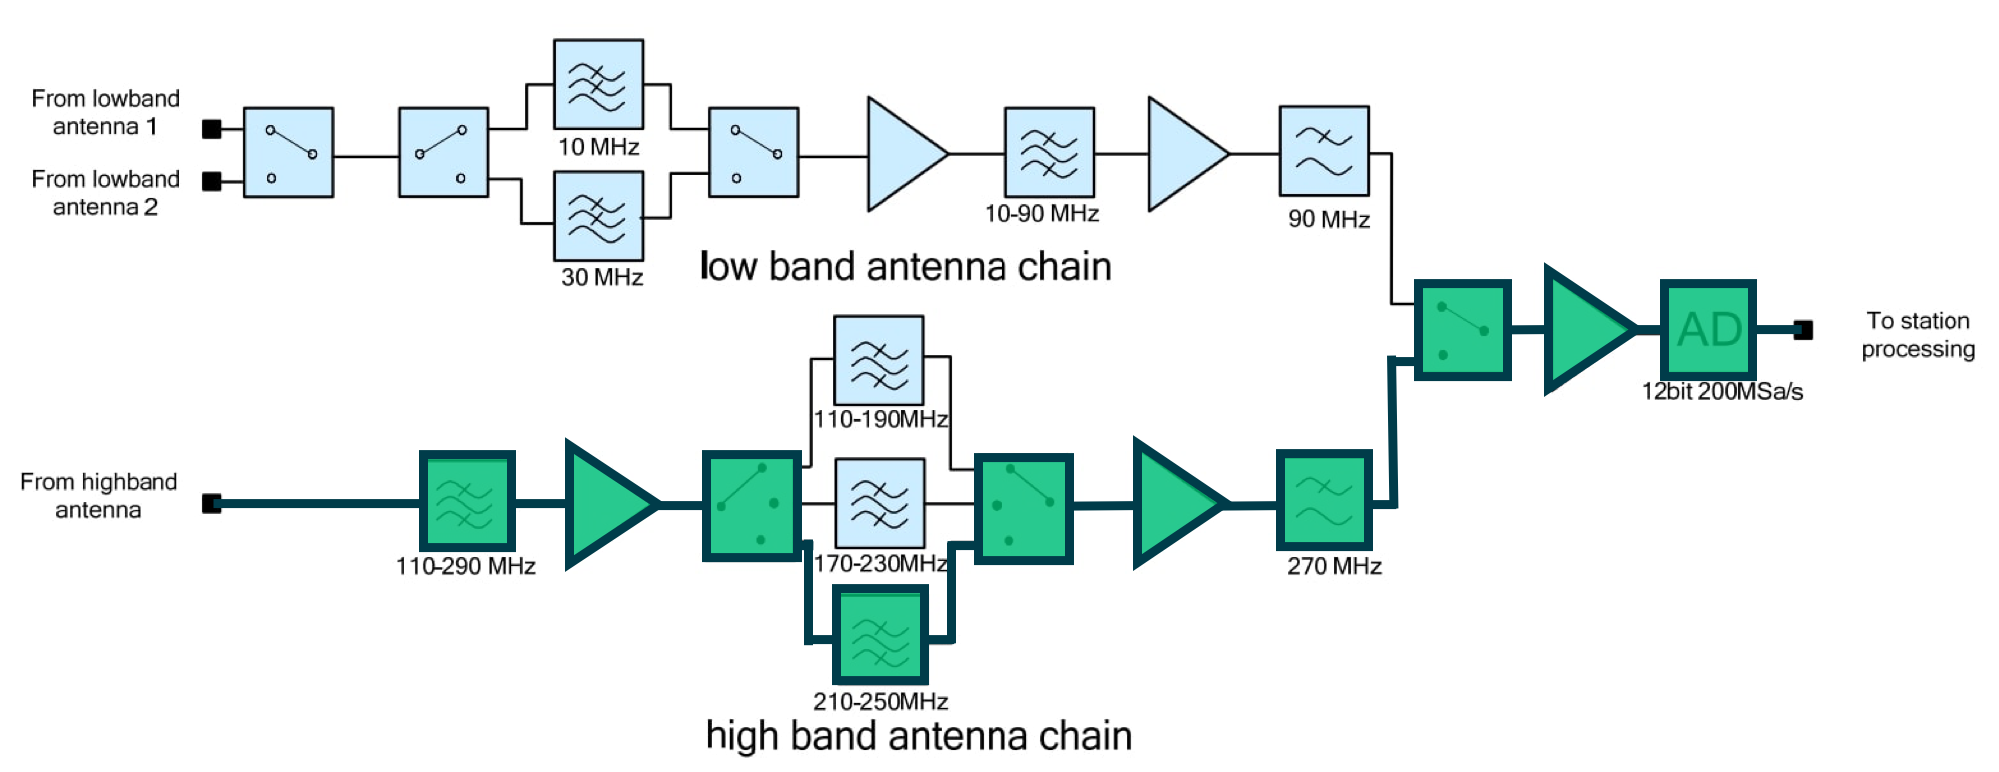 From lowband
antenna 1
From lowband
antenna 2
10 MHz
30 MHz
10-90 MHz
90 MHz
low band antenna chain
AD
12bit 200MSa/s
To station
processing
From highband
antenna
110-290 MHz
110-190MHz
170-230MHz
210-250MHz
270 MHz
high band antenna chain